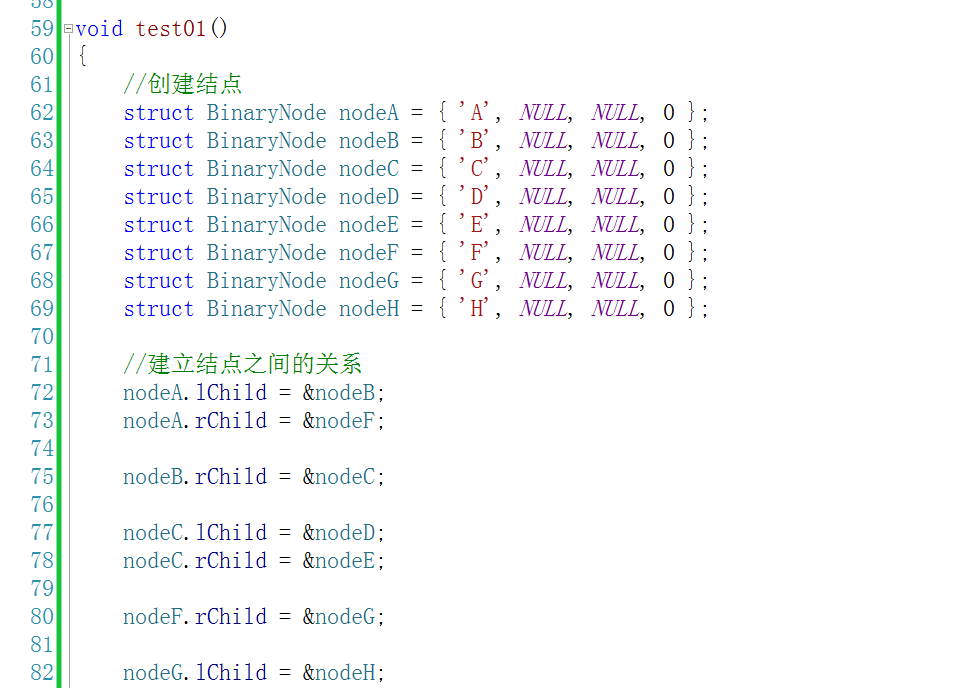 58
59 void test01()
60 {
61 //创建结点
62 struct BinaryNode nodeA = { 'A', NULL, NULL, 0 };
63 struct BinaryNode nodeB = { 'B', NULL, NULL, 0 };
64 struct BinaryNode nodeC = { 'C', NULL, NULL, 0 };
65 struct BinaryNode nodeD = { 'D', NULL, NULL, 0 };
66 struct BinaryNode nodeE = { 'E', NULL, NULL, 0 };
67 struct BinaryNode nodeF = { 'F', NULL, NULL, 0 };
68 struct BinaryNode nodeG = { 'G', NULL, NULL, 0 };
69 struct BinaryNode nodeH = { 'H', NULL, NULL, 0 };
70
71 //建立结点之间的关系
72 nodeA.lChild = &nodeB;
73 nodeA.rChild = &nodeF;
74
75 nodeB.rChild = &nodeC;
76
77 nodeC.lChild = &nodeD;
78 nodeC.rChild = &nodeE;
79
80 nodeF.rChild = &nodeG;
81
82 nodeG.lChild = &nodeH;